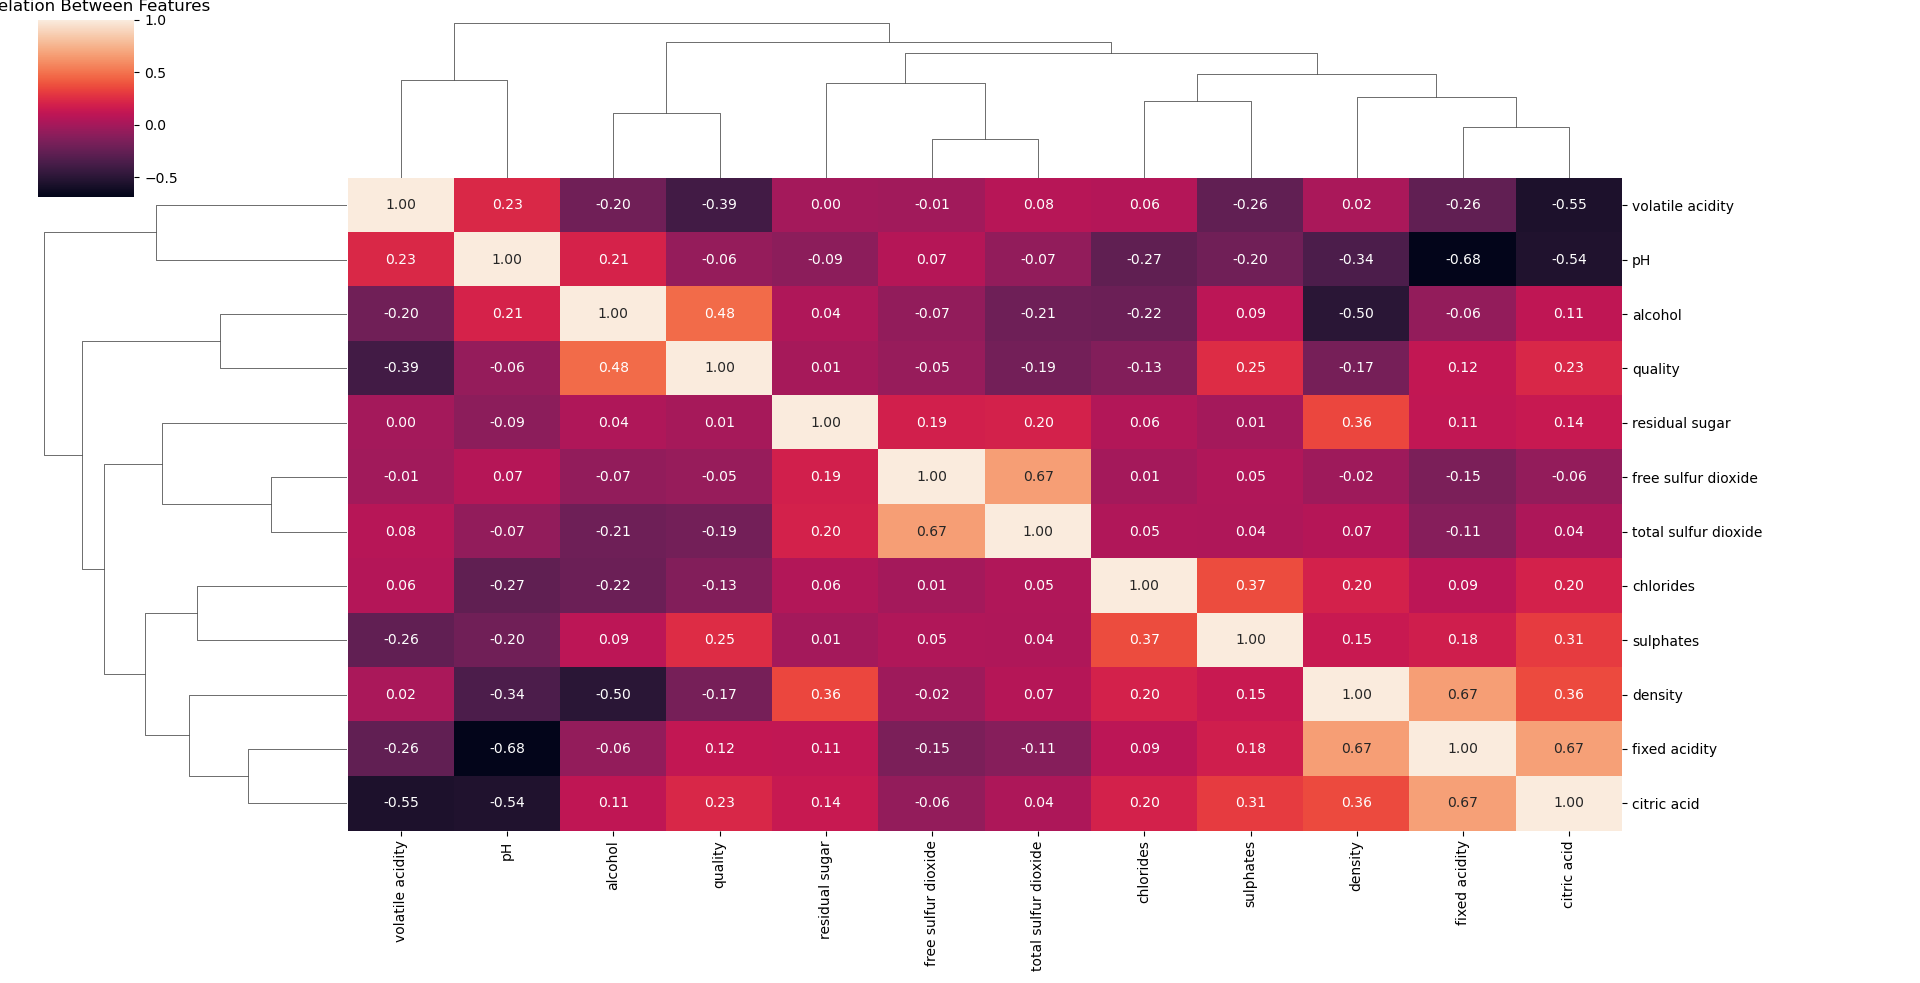 elation Between Features
1.0
0.5
0.0
−0.5
1.00 0.23 -0.20 -0.39 0.00 -0.01 0.08 0.06 -0.26 0.02 -0.26 -0.55 volatile acidity
0.23 1.00 0.21 -0.06 -0.09 0.07 -0.07 -0.27 -0.20 -0.34 -0.68 -0.54 pH
-0.20 0.21 1.00 0.48 0.04 -0.07 -0.21 -0.22 0.09 -0.50 -0.06 0.11 alcohol
-0.39 -0.06 0.48 1.00 0.01 -0.05 -0.19 -0.13 0.25 -0.17 0.12 0.23 quality
0.00 -0.09 0.04 0.01 1.00 0.19 0.20 0.06 0.01 0.36 0.11 0.14 residual sugar
-0.01 0.07 -0.07 -0.05 0.19 1.00 0.67 0.01 0.05 -0.02 -0.15 -0.06 free sulfur dioxide
0.08 -0.07 -0.21 -0.19 0.20 0.67 1.00 0.05 0.04 0.07 -0.11 0.04 total sulfur dioxide
0.06 -0.27 -0.22 -0.13 0.06 0.01 0.05 1.00 0.37 0.20 0.09 0.20 chlorides
-0.26 -0.20 0.09 0.25 0.01 0.05 0.04 0.37 1.00 0.15 0.18 0.31 sulphates
0.02 -0.34 -0.50 -0.17 0.36 -0.02 0.07 0.20 0.15 1.00 0.67 0.36 density
-0.26 -0.68 -0.06 0.12 0.11 -0.15 -0.11 0.09 0.18 0.67 1.00 0.67 fixed acidity
-0.55 -0.54 0.11 0.23 0.14 -0.06 0.04 0.20 0.31 0.36 0.67 1.00 citric acid
volatile acidity
pH
alcohol
quality
residual sugar
free sulfur dioxide
total sulfur dioxide
chlorides
sulphates
density
fixed acidity
citric acid